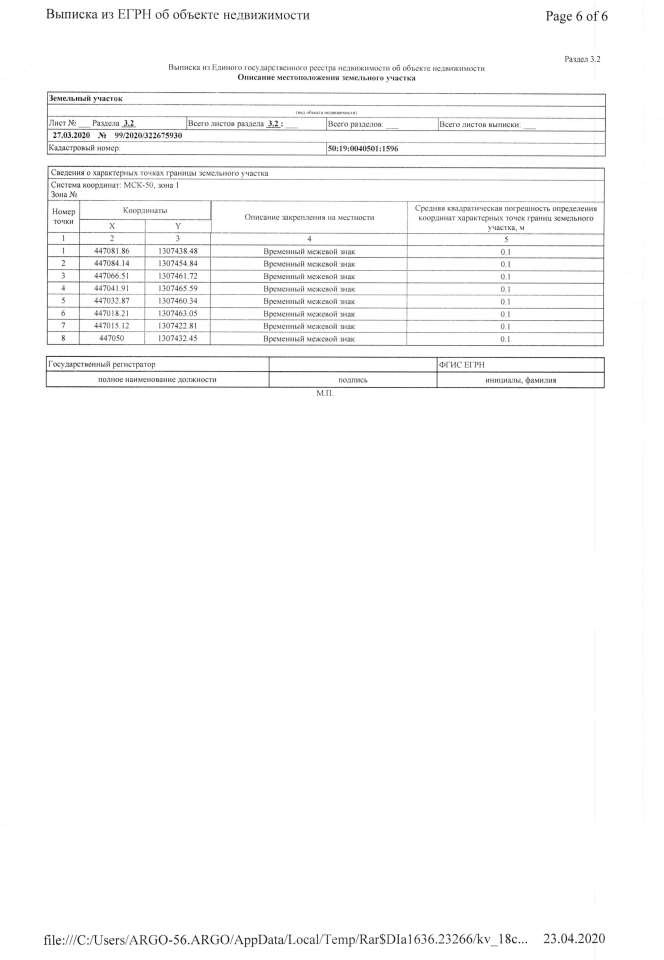 Выписка из ЕГРН об объекте недвижимости Page 6 of 6
Раздел 3.2
Выписка из Единого государственного реестра недвижимости об объекте недвижимости
Описание местоположения земельного участка
Земельный участок
(вид объекта недвижимости)
Лист № ___ Раздела 3.2 Всего листов раздела 3.2 : ___ Всего разделов: ___ Всего листов выписки: ___
27.03.2020 № 99/2020/322675930
Кадастровый номер: 50:19:0040501:1596
Сведения о характерных точках границы земельного участка
Система координат: МСК-50, зона 1
Зона №
Номер точки Координаты Описание закрепления на местности Средняя квадратическая погрешность определения координат характерных точек границ земельного участка, м
X Y
1 2 3 4 5
1 447081.86 1307438.48 Временный межевой знак 0.1
2 447084.14 1307454.84 Временный межевой знак 0.1
3 447066.51 1307461.72 Временный межевой знак 0.1
4 447041.91 1307465.59 Временный межевой знак 0.1
5 447032.87 1307460.34 Временный межевой знак 0.1
6 447018.21 1307463.05 Временный межевой знак 0.1
7 447015.12 1307422.81 Временный межевой знак 0.1
8 447050 1307432.45 Временный межевой знак 0.1
Государственный регистратор ФГИС ЕГРН
полное наименование должности подпись инициалы, фамилия
М.П.
file:///C:/Users/ARGO-56.ARGO/AppData/Local/Temp/Rar$DIa1636.23266/kv_18c... 23.04.2020